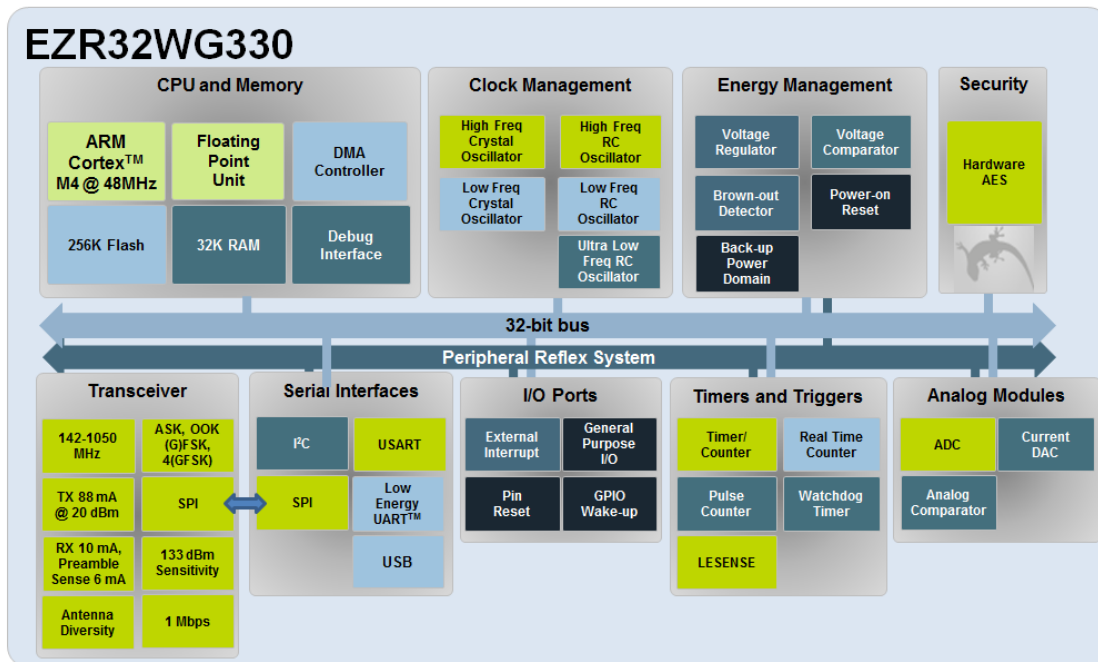 EZR32WG330
CPU and Memory
ARM
Cortex™
M4 @ 48MHz
Floating
Point
Unit
DMA
Controller
256K Flash
32K RAM
Debug
Interface
Clock Management
High Freq
Crystal
Oscillator
High Freq
RC
Oscillator
Low Freq
Crystal
Oscillator
Low Freq
RC
Oscillator
Ultra Low
Freq RC
Oscillator
Energy Management
Voltage
Regulator
Voltage
Comparator
Brown-out
Detector
Power-on
Reset
Back-up
Power
Domain
Security
Hardware
AES
32-bit bus
Peripheral Reflex System
Transceiver
142-1050
MHz
ASK, OOK
(G)FSK,
4(GFSK)
TX 88 mA
@ 20 dBm
SPI
RX 10 mA,
Preamble
Sense 6 mA
133 dBm
Sensitivity
Antenna
Diversity
1 Mbps
Serial Interfaces
I²C
USART
SPI
Low
Energy
UART™
USB
I/O Ports
External
Interrupt
General
Purpose
I/O
Pin
Reset
GPIO
Wake-up
Timers and Triggers
Timer/
Counter
Real Time
Counter
Pulse
Counter
Watchdog
Timer
LESENSE
Analog Modules
ADC
Current
DAC
Analog
Comparator